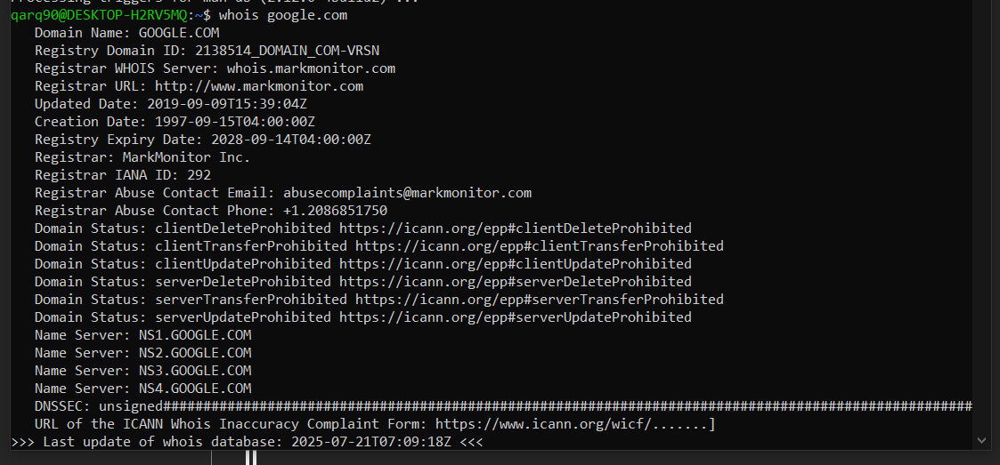 Processing triggers for man-db (2.12.0-4build2) ...
qarq90@DESKTOP-H2RV5MQ:~$ whois google.com
Domain Name: GOOGLE.COM
Registry Domain ID: 2138514_DOMAIN_COM-VRSN
Registrar WHOIS Server: whois.markmonitor.com
Registrar URL: http://www.markmonitor.com
Updated Date: 2019-09-09T15:39:04Z
Creation Date: 1997-09-15T04:00:00Z
Registry Expiry Date: 2028-09-14T04:00:00Z
Registrar: MarkMonitor Inc.
Registrar IANA ID: 292
Registrar Abuse Contact Email: abusecomplaints@markmonitor.com
Registrar Abuse Contact Phone: +1.2086851750
Domain Status: clientDeleteProhibited https://icann.org/epp#clientDeleteProhibited
Domain Status: clientTransferProhibited https://icann.org/epp#clientTransferProhibited
Domain Status: clientUpdateProhibited https://icann.org/epp#clientUpdateProhibited
Domain Status: serverDeleteProhibited https://icann.org/epp#serverDeleteProhibited
Domain Status: serverTransferProhibited https://icann.org/epp#serverTransferProhibited
Domain Status: serverUpdateProhibited https://icann.org/epp#serverUpdateProhibited
Name Server: NS1.GOOGLE.COM
Name Server: NS2.GOOGLE.COM
Name Server: NS3.GOOGLE.COM
Name Server: NS4.GOOGLE.COM
DNSSEC: unsigned#####################################################################################################
URL of the ICANN Whois Inaccuracy Complaint Form: https://www.icann.org/wicf/.......]
>>> Last update of whois database: 2025-07-21T07:09:18Z <<<